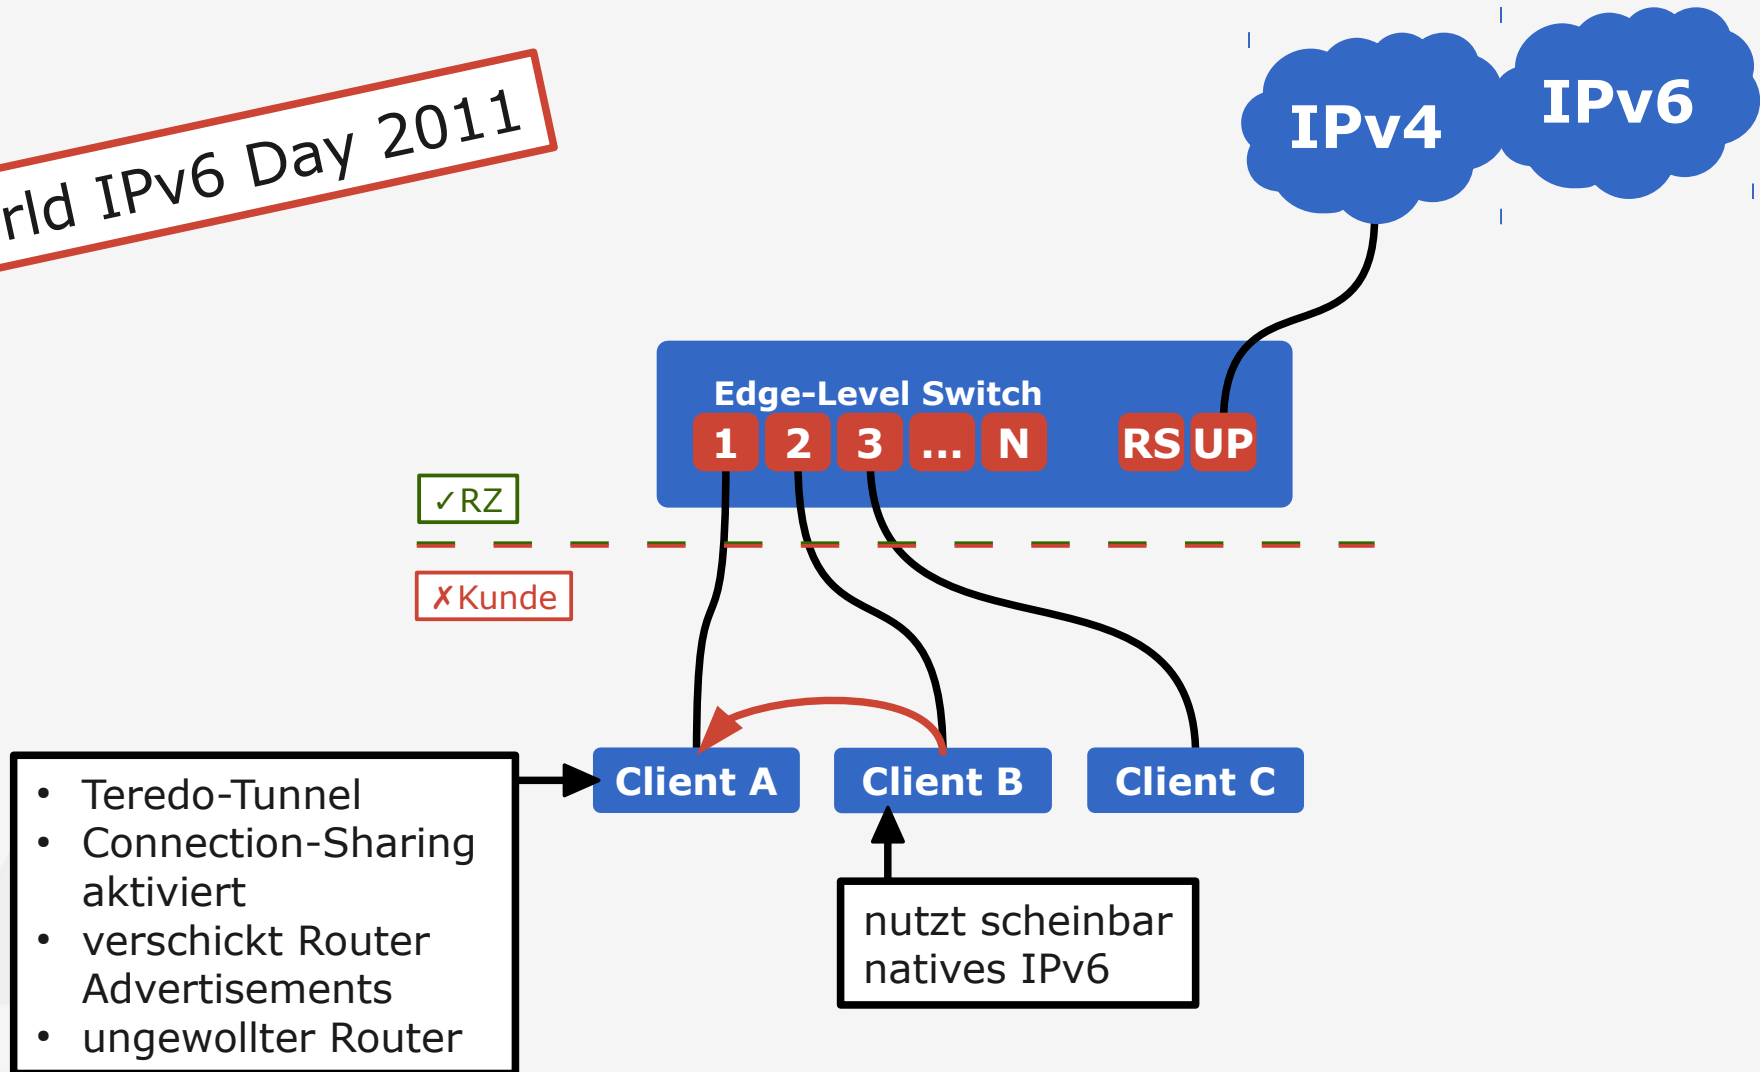 rld IPv6 Day 2011
IPv4
IPv6
Edge-Level Switch
1 2 3 ... N RS UP
✓RZ
✗Kunde
Client A
Client B
Client C
• Teredo-Tunnel
• Connection-Sharing
aktiviert
• verschickt Router
Advertisements
• ungewollter Router
nutzt scheinbar
natives IPv6